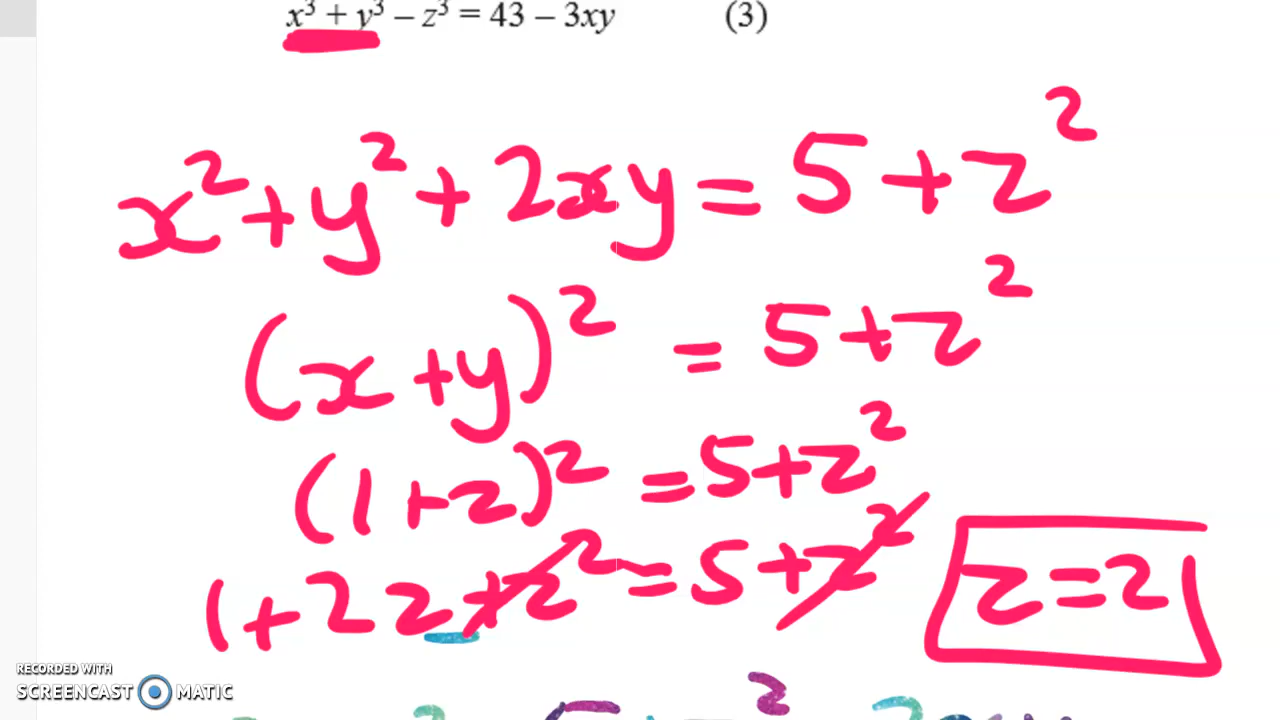 x³ + y³ – z³ = 43 – 3xy (3)
x² + y² + 2xy = 5 + z²
(x + y)² = 5 + z²
(1 + z)² = 5 + z²
1 + 2z + z² = 5 + z²
z = 2
RECORDED WITH
SCREENCAST MATIC